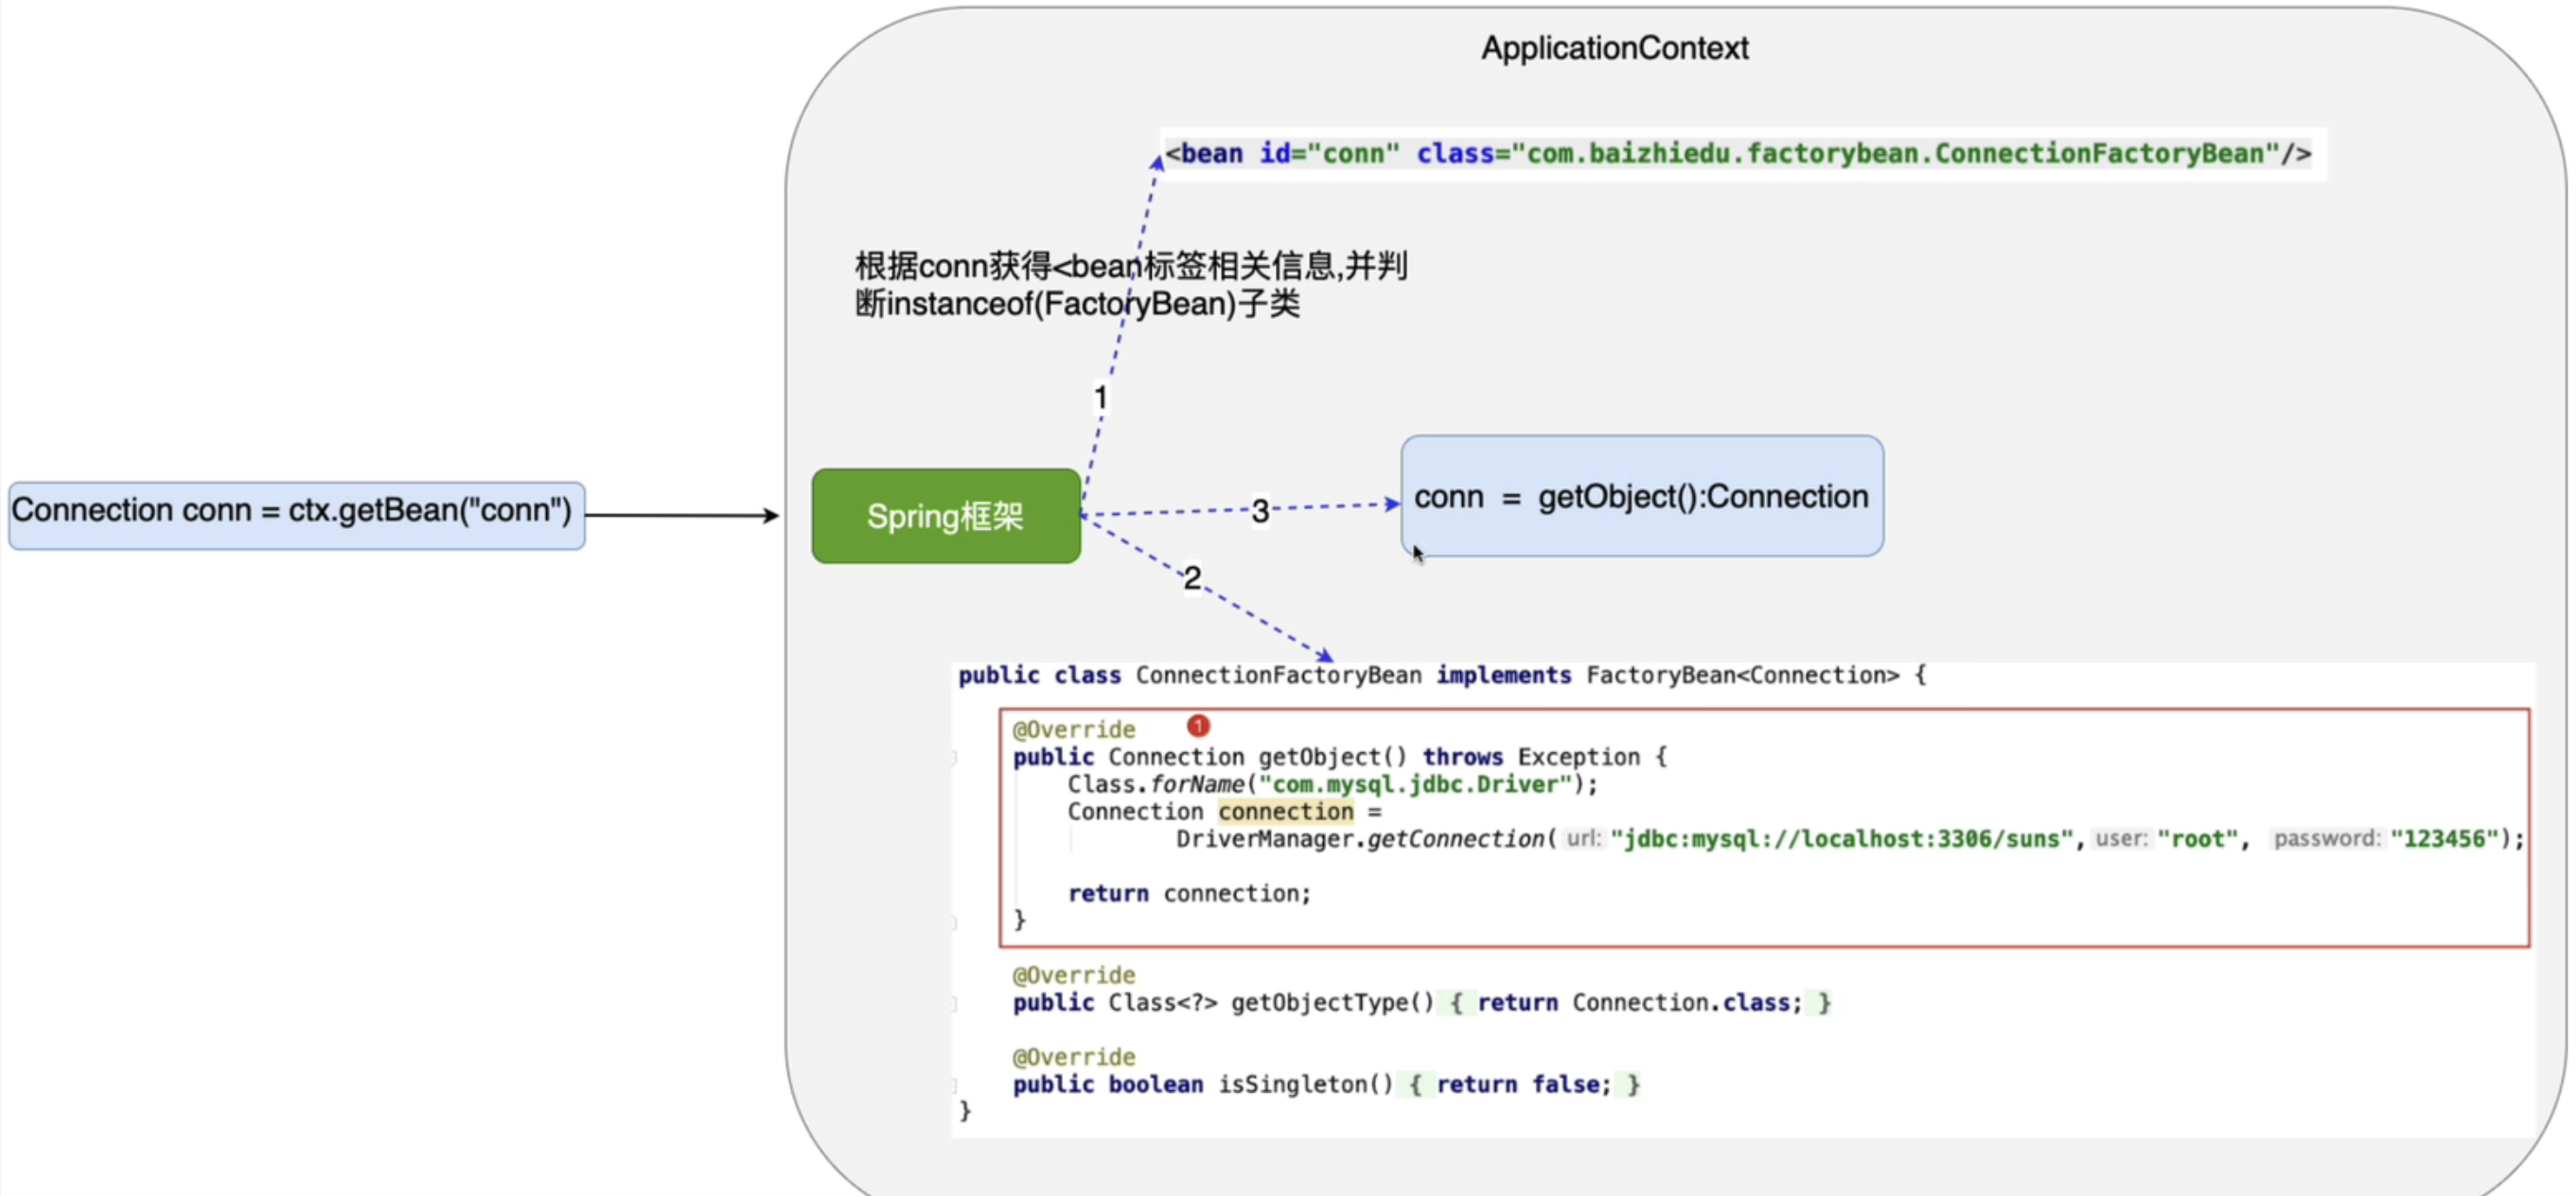 ApplicationContext
<bean id="conn" class="com.baizhiedu.factorybean.ConnectionFactoryBean"/>
根据conn获得<bean标签相关信息,并判
断instanceof(FactoryBean)子类
1
Connection conn = ctx.getBean("conn")
Spring框架
3
conn = getObject():Connection
2
public class ConnectionFactoryBean implements FactoryBean<Connection> {
@Override 1
public Connection getObject() throws Exception {
Class.forName("com.mysql.jdbc.Driver");
Connection connection =
DriverManager.getConnection( url: "jdbc:mysql://localhost:3306/suns", user: "root", password: "123456");
return connection;
}
@Override
public Class<?> getObjectType() { return Connection.class; }
@Override
public boolean isSingleton() { return false; }
}